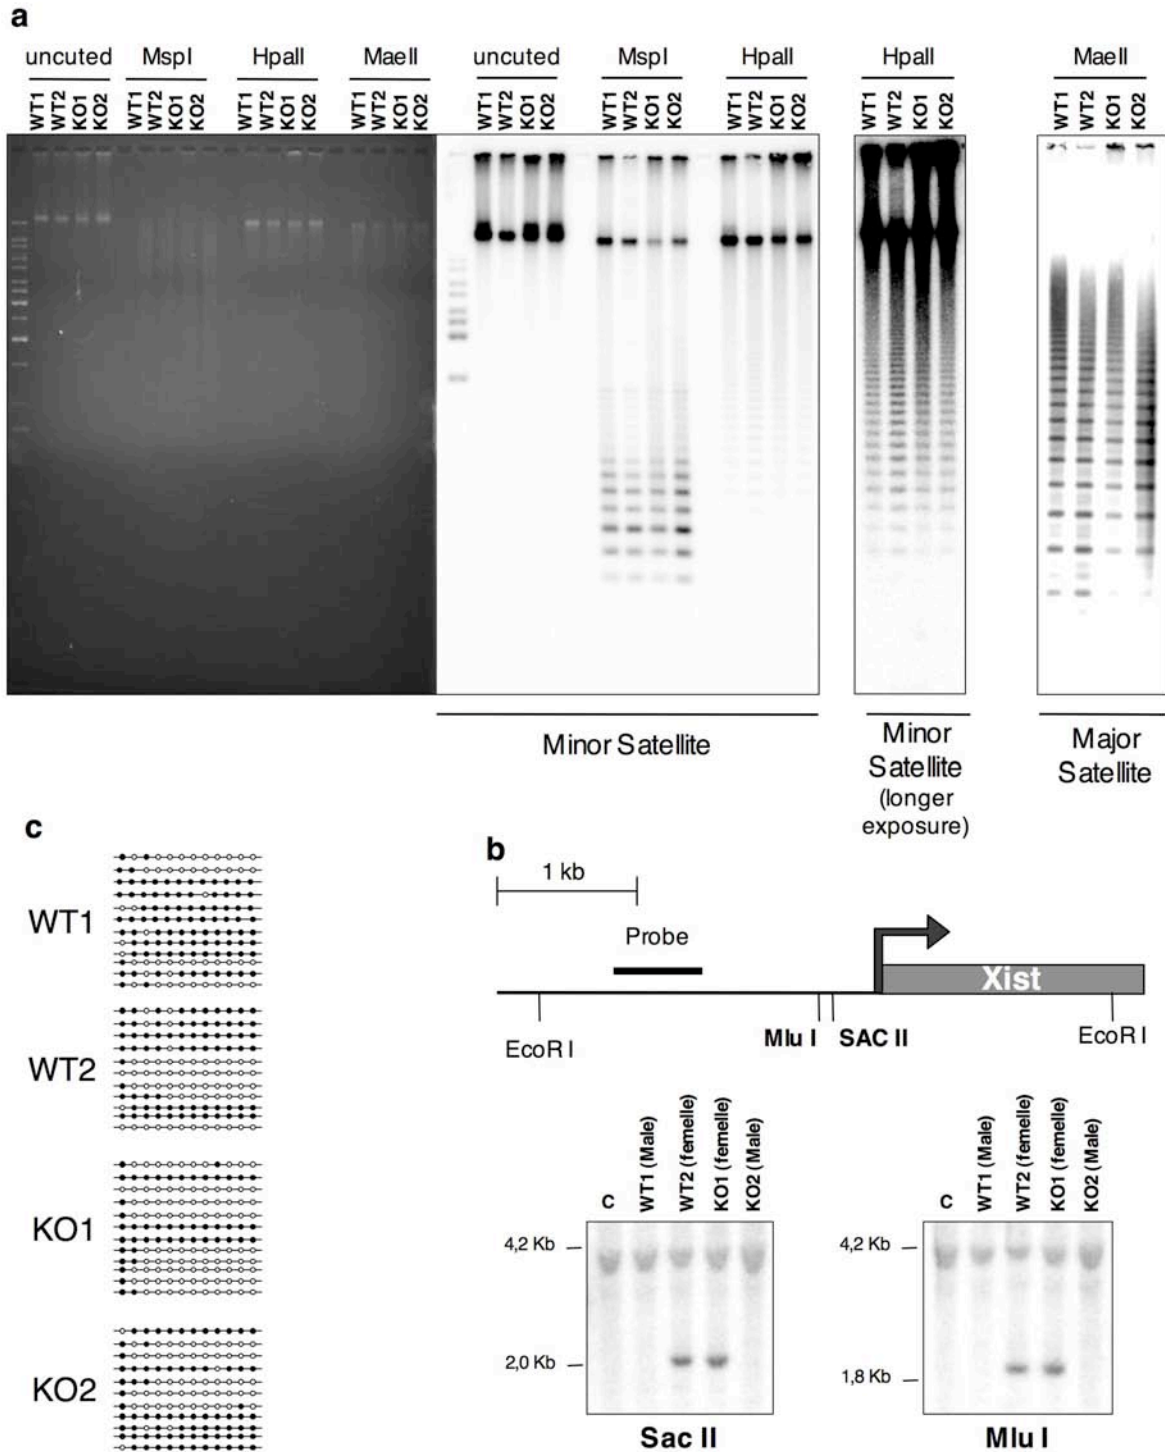 a
uncuted MspI HpaII MaeII uncuted MspI HpaII HpaII MaeII
WT1 WT2 KO1 KO2 WT1 WT2 KO1 KO2 WT1 WT2 KO1 KO2 WT1 WT2 KO1 KO2 WT1 WT2 KO1 KO2 WT1 WT2 KO1 KO2 WT1 WT2 KO1 KO2 WT1 WT2 KO1 KO2 WT1 WT2 KO1 KO2
Minor Satellite
Minor
Satellite
(longer
exposure)
Major
Satellite
c
WT1
WT2
KO1
KO2
b
1 kb
Probe
Xist
EcoR I
Mlu I
SAC II
EcoR I
C WT1 (Male) WT2 (femelle) KO1 (femelle) KO2 (Male)
4,2 Kb
2,0 Kb
Sac II
C WT1 (Male) WT2 (femelle) KO1 (femelle) KO2 (Male)
4,2 Kb
1,8 Kb
Mlu I